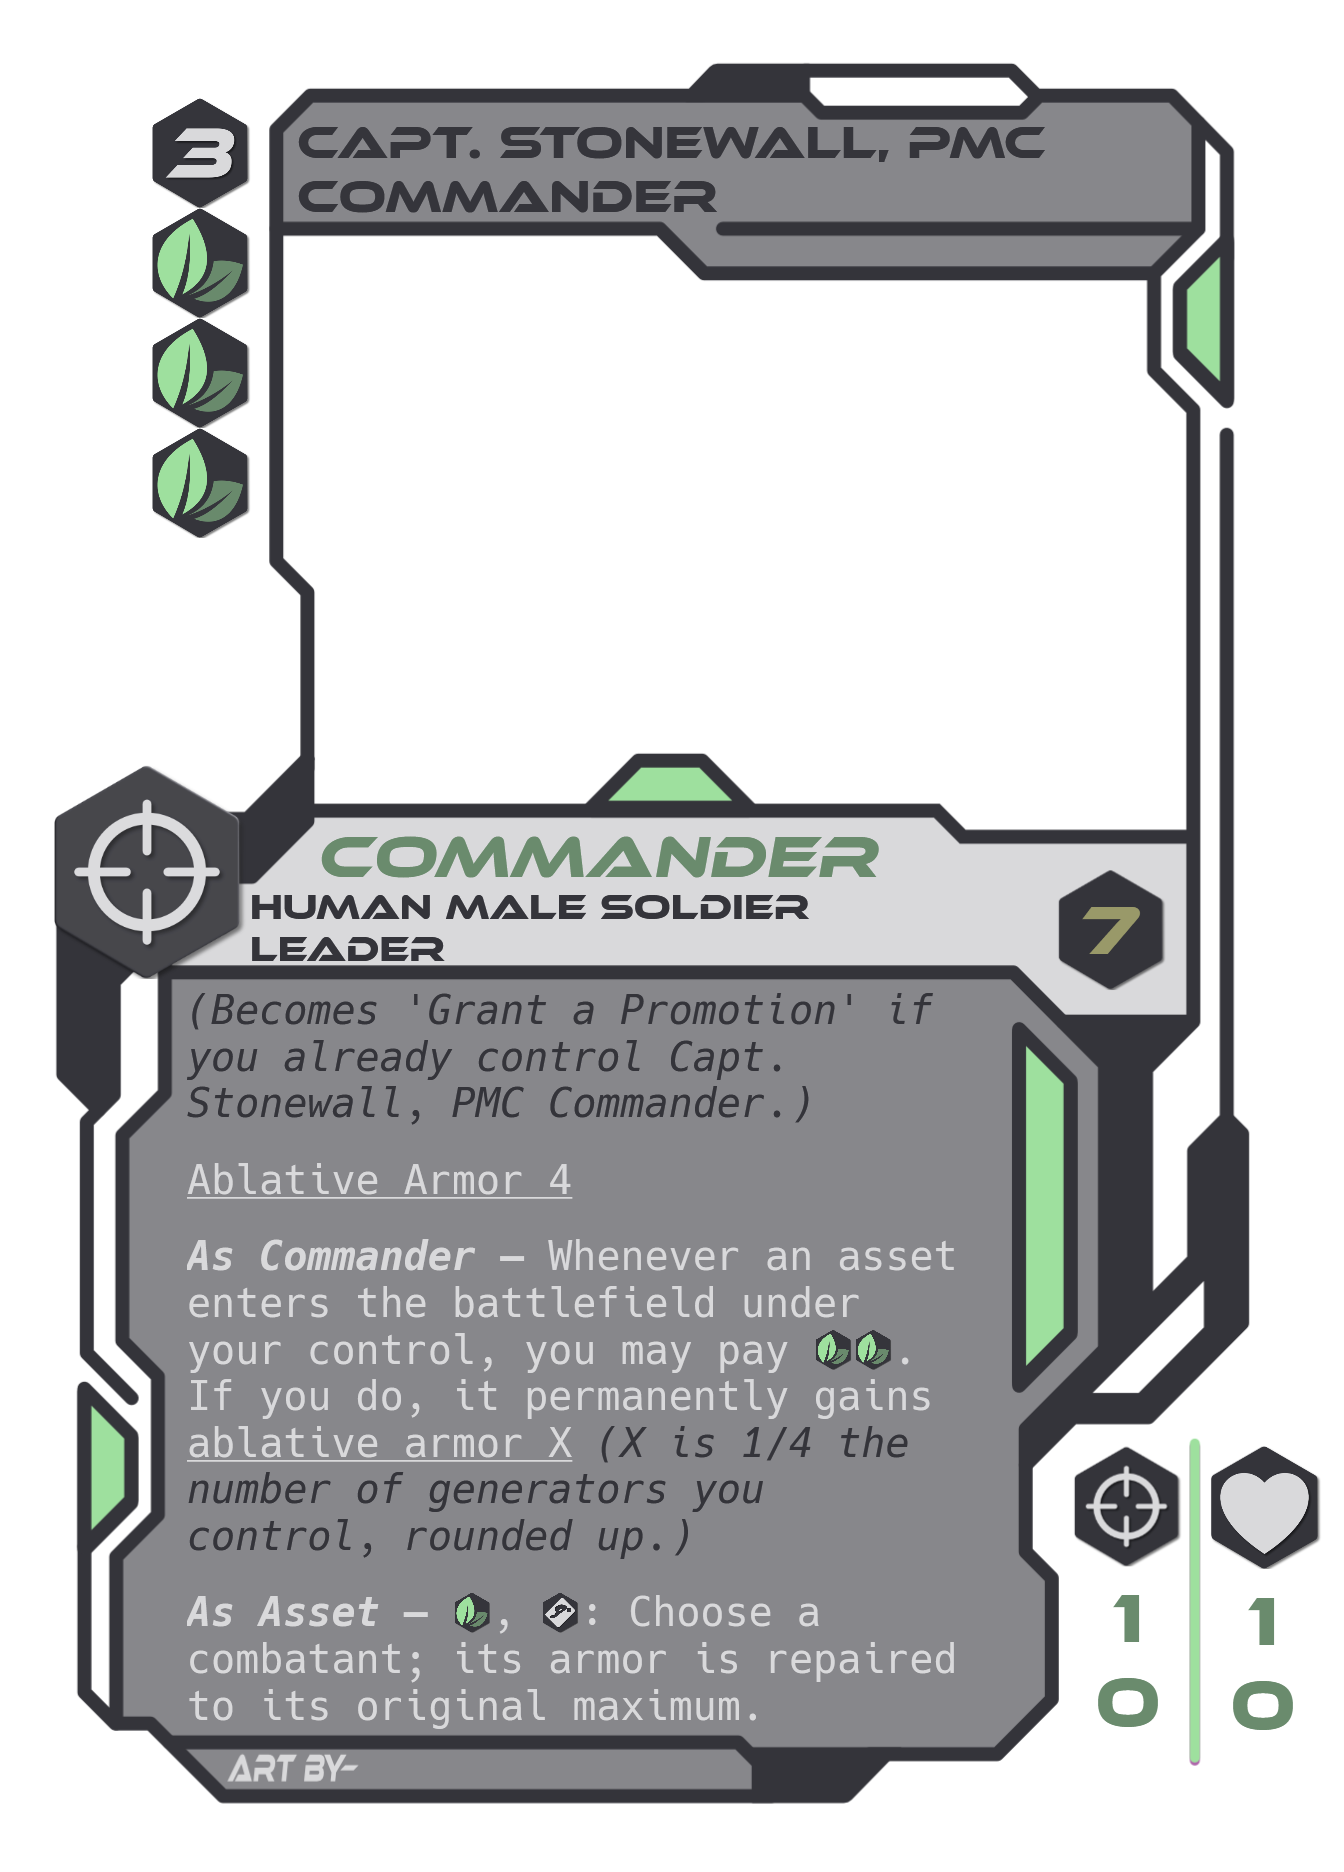 3
CAPT. STONEWALL, PMC
COMMANDER
COMMANDER
HUMAN MALE SOLDIER
LEADER
7
(Becomes 'Grant a Promotion' if
you already control Capt.
Stonewall, PMC Commander.)
Ablative Armor 4
As Commander — Whenever an asset
enters the battlefield under
your control, you may pay .
If you do, it permanently gains
ablative armor X (X is 1/4 the
number of generators you
control, rounded up.)
As Asset — , : Choose a
combatant; its armor is repaired
to its original maximum.
1
0
1
0
ART BY-